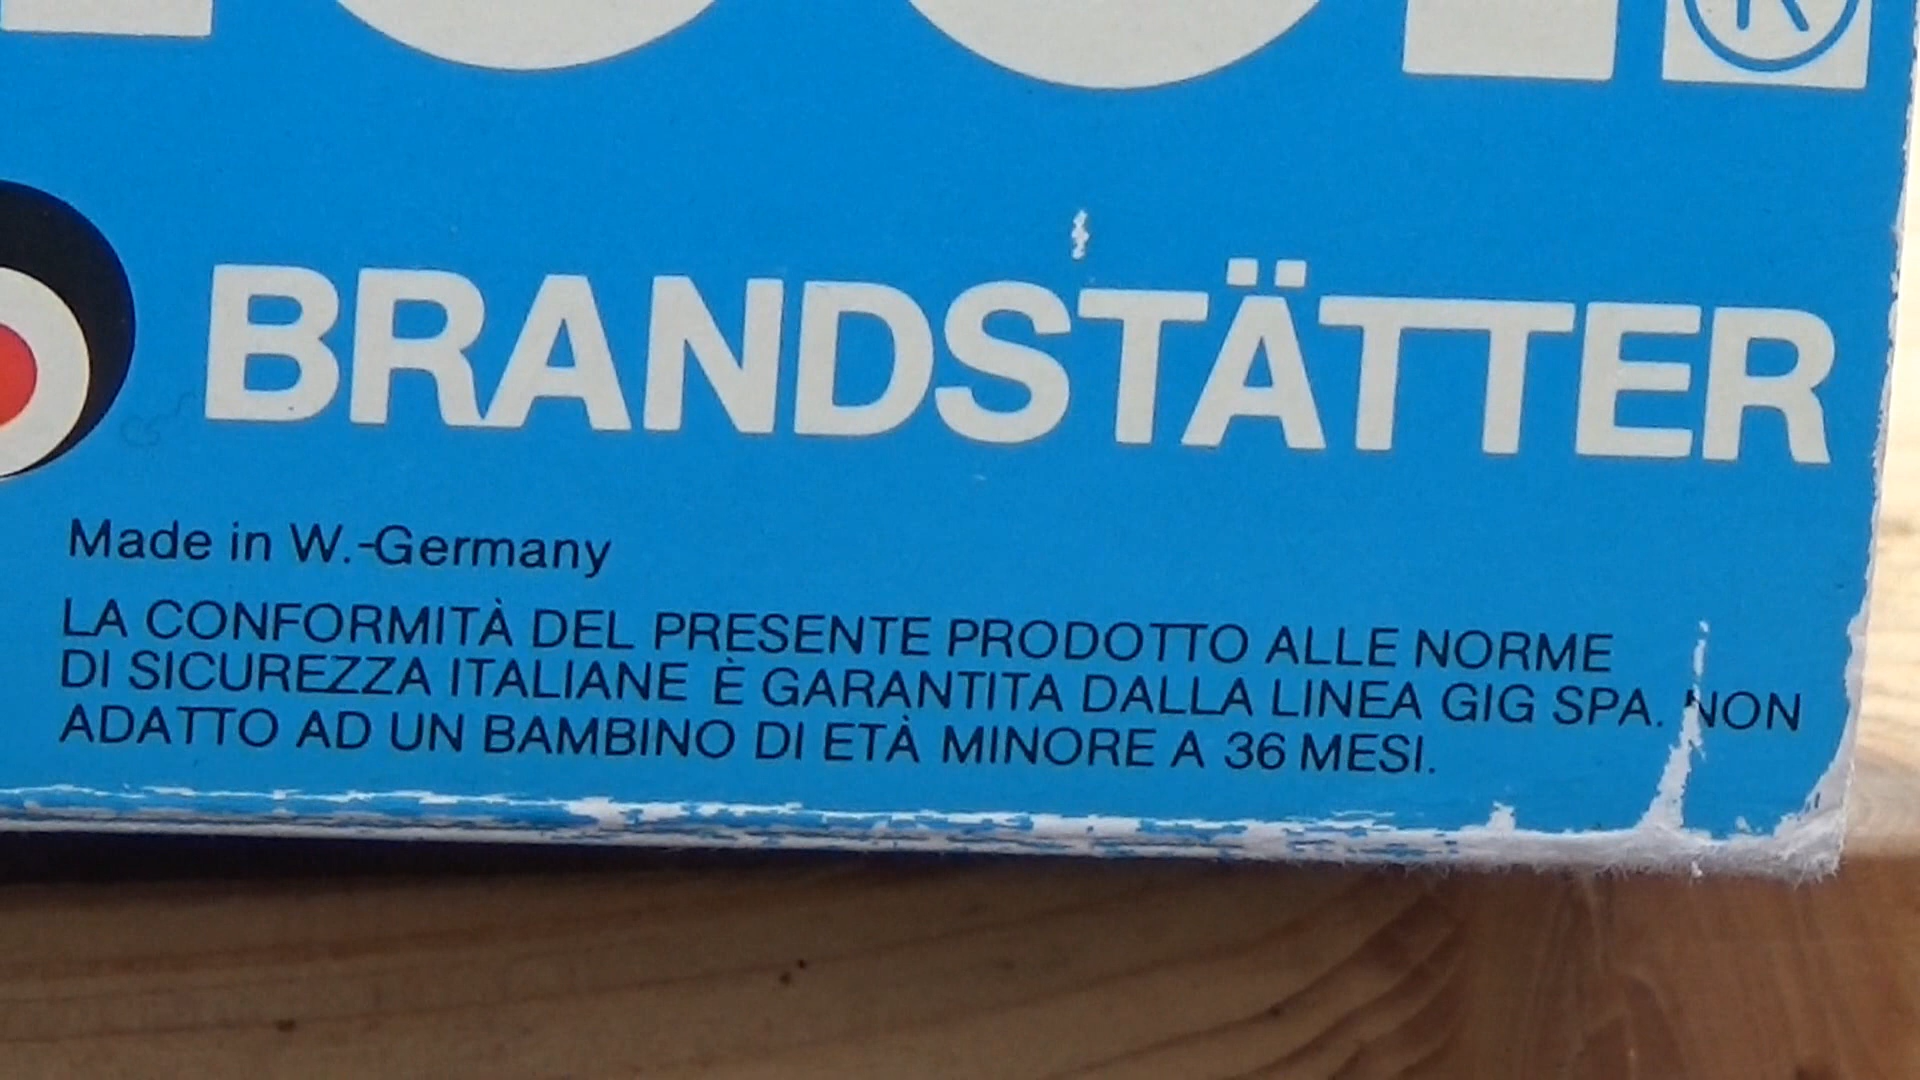 ®
BRANDSTÄTTER
Made in W.-Germany
LA CONFORMITÀ DEL PRESENTE PRODOTTO ALLE NORME
DI SICUREZZA ITALIANE È GARANTITA DALLA LINEA GIG SPA. NON
ADATTO AD UN BAMBINO DI ETÀ MINORE A 36 MESI.